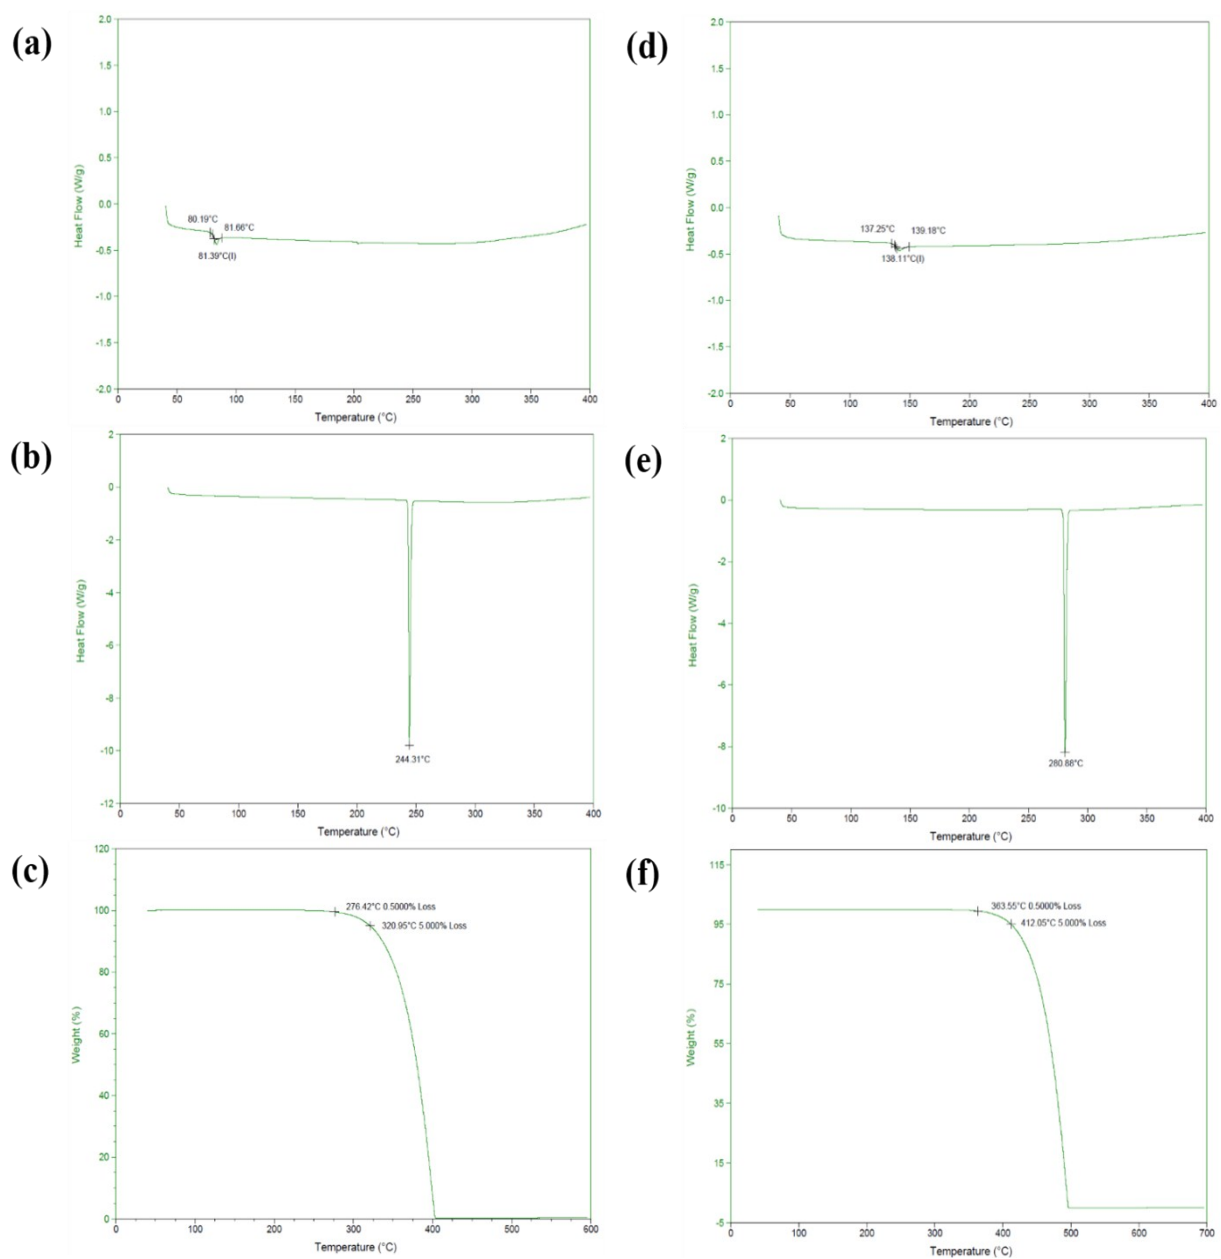 (a)
2.0
1.5
1.0
0.5
0.0
-0.5
-1.0
-1.5
-2.0
Heat Flow (W/g)
80.19°C
81.66°C
81.39°C(I)
0 50 100 150 200 250 300 350 400
Temperature (°C)
(d)
2.0
1.5
1.0
0.5
0.0
-0.5
-1.0
-1.5
-2.0
Heat Flow (W/g)
137.25°C
139.18°C
138.11°C(I)
0 50 100 150 200 250 300 350 400
Temperature (°C)
(b)
2
0
-2
-4
-6
-8
-10
-12
Heat Flow (W/g)
244.31°C
0 50 100 150 200 250 300 350 400
Temperature (°C)
(e)
2
0
-2
-4
-6
-8
-10
Heat Flow (W/g)
280.88°C
0 50 100 150 200 250 300 350 400
Temperature (°C)
(c)
120
100
80
60
40
20
0
Weight (%)
276.42°C 0.5000% Loss
320.95°C 5.000% Loss
0 100 200 300 400 500 600
Temperature (°C)
(f)
115
95
75
55
35
15
-5
Weight (%)
363.55°C 0.5000% Loss
412.05°C 5.000% Loss
0 100 200 300 400 500 600 700
Temperature (°C)